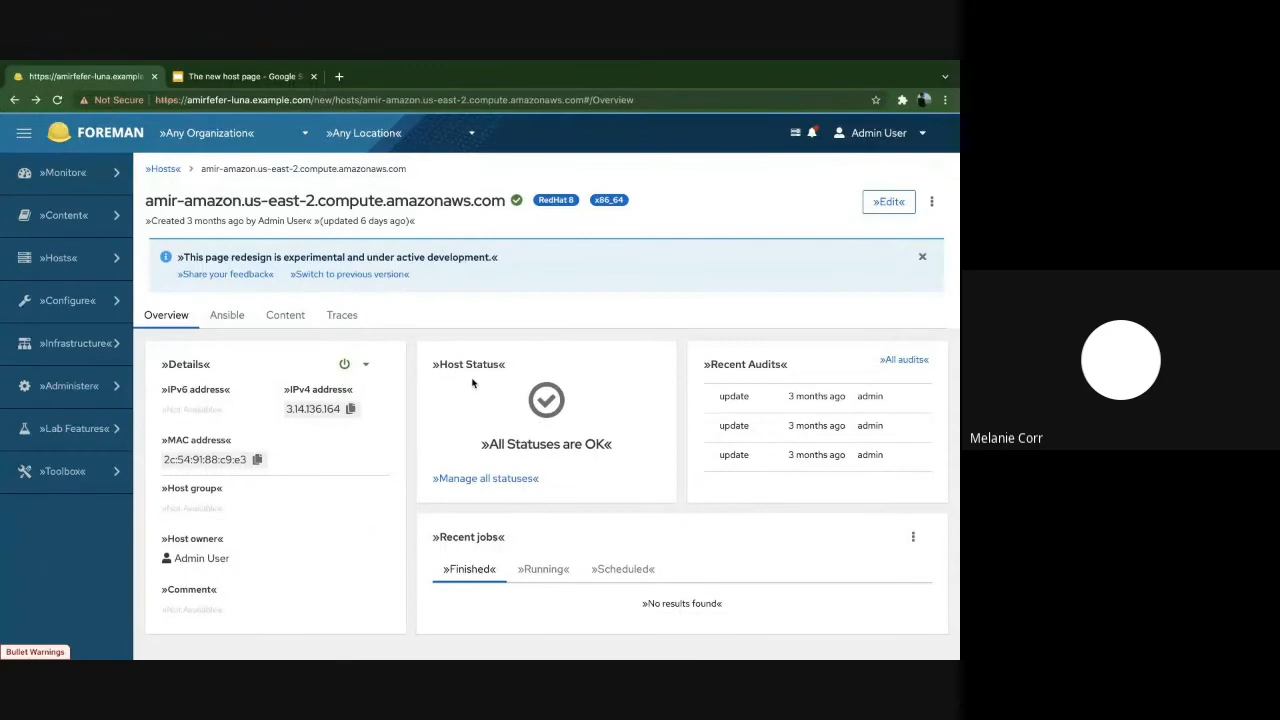 https://amirfefer-luna.example
The new host page - Google S
Not Secure https://amirfefer-luna.example.com/new/hosts/amir-amazon.us-east-2.compute.amazonaws.com#/Overview
FOREMAN »Any Organization« »Any Location« Admin User
»Monitor«
»Content«
»Hosts«
»Configure«
»Infrastructure«
»Administer«
»Lab Features«
»Toolbox«
»Hosts« > amir-amazon.us-east-2.compute.amazonaws.com
amir-amazon.us-east-2.compute.amazonaws.com RedHat 8 x86_64
»Edit«
»Created 3 months ago by Admin User« »(updated 6 days ago)«
»This page redesign is experimental and under active development.«
»Share your feedback« »Switch to previous version«
Overview Ansible Content Traces
»Details«
»IPv6 address« »IPv4 address«
»Not Available« 3.14.136.164
»MAC address«
2c:54:91:88:c9:e3
»Host group«
»Not Available«
»Host owner«
Admin User
»Comment«
»Not Available«
»Host Status«
»All Statuses are OK«
»Manage all statuses«
»Recent Audits« »All audits«
update 3 months ago admin
update 3 months ago admin
update 3 months ago admin
»Recent jobs«
»Finished« »Running« »Scheduled«
»No results found«
Bullet Warnings
Melanie Corr